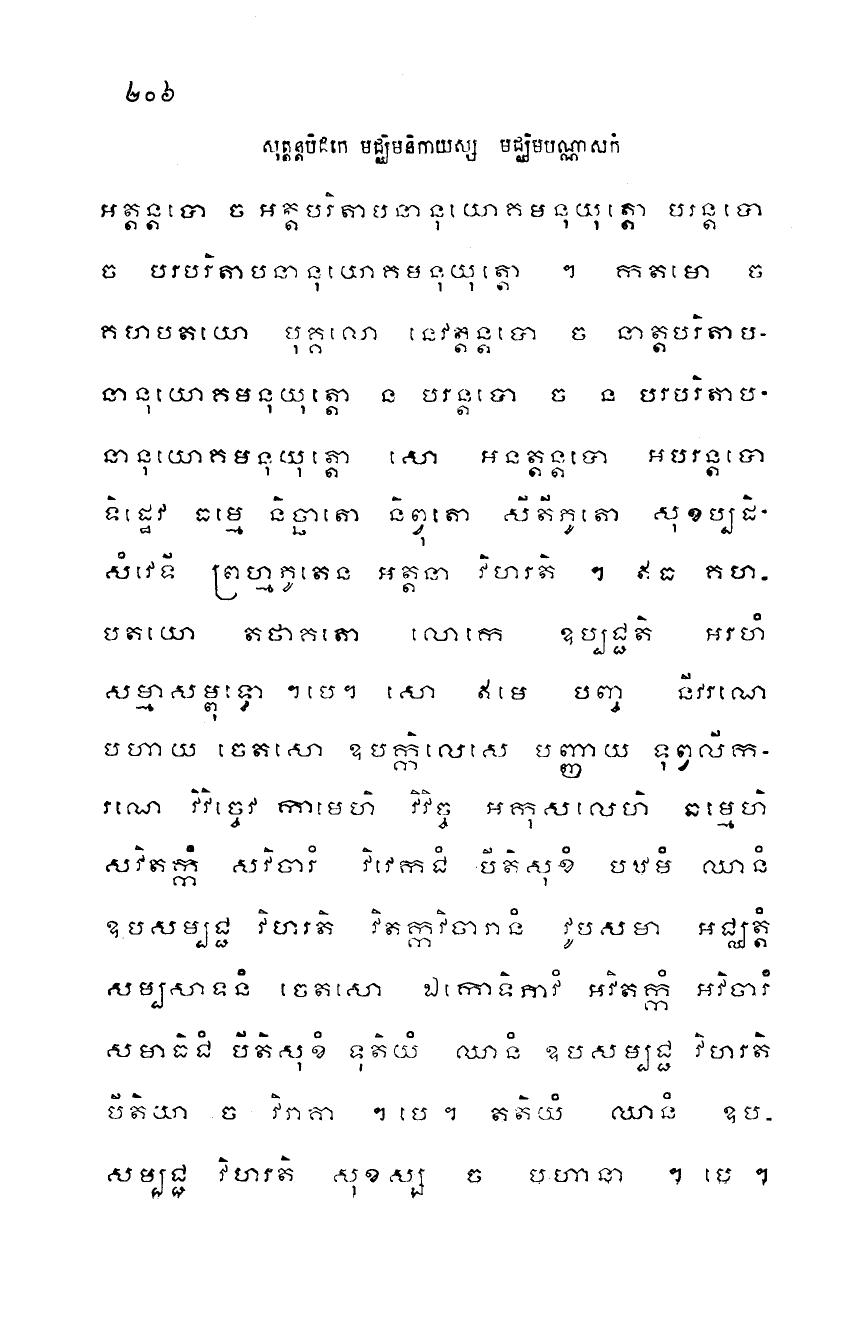 ២០៦
សុត្តន្តបិដកេ មជ្ឈិមនិកាយស្ស មជ្ឈិមបណ្ណាសកំ
អត្តន្តទោ ច អត្តបរិតាបនានុយោគមនុយុត្តោ បរន្តទោ
ច បរបរិតាបនានុយោគមនុយុត្តោ ។ កតមោ ច
គហបតយោ បុគ្គលោ នេវត្តន្តទោ ច នាត្តបរិតាប-
នានុយោគមនុយុត្តោ ន បរន្តទោ ច ន បរបរិតាប-
នានុយោគមនុយុត្តោ សោ អនត្តន្តទោ អបរន្តទោ
ទិដ្ឋេវ ធម្មេ និច្ឆាតោ និព្វុតោ សីតីភូតោ សុខប្បដិ-
សំវេទី ព្រហ្មភូតេន អត្តនា វិហរតិ ។ ឥធ គហ-
បតយោ តថាគតោ លោកេ ឧប្បជ្ជតិ អរហំ
សម្មាសម្ពុទ្ធោ ។បេ។ សោ ឥមេ បញ្ច នីវរណេ
បហាយ ចេតសោ ឧបក្កិលេសេ បញ្ញាយ ទុព្វលីក-
រណេ វិវិច្ចេវ កាមេហិ វិវិច្ច អកុសលេហិ ធម្មេហិ
សវិតក្កំ សវិចារំ វិវេកជំ បីតិសុខំ បឋមំ ឈានំ
ឧបសម្បជ្ជ វិហរតិ វិតក្កវិចារានំ វូបសមា អជ្ឈត្តំ
សម្បសាទនំ ចេតសោ ឯកោទិភាវំ អវិតក្កំ អវិចារំ
សមាធិជំ បីតិសុខំ ទុតិយំ ឈានំ ឧបសម្បជ្ជ វិហរតិ
បីតិយា ច វិរាគា ។បេ។ តតិយំ ឈានំ ឧប-
សម្បជ្ជ វិហរតិ សុខស្ស ច បហានា ។ បេ ។